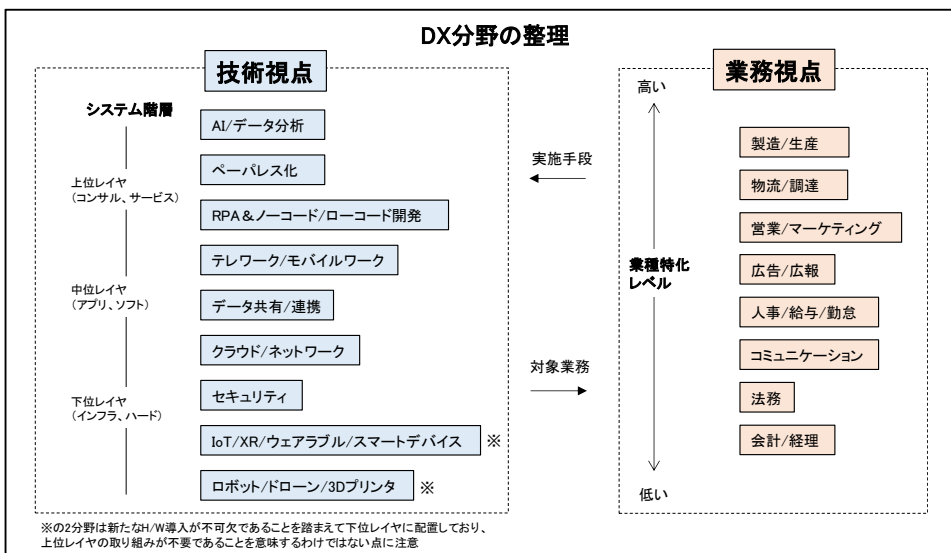 DX分野の整理
技術視点
システム階層
上位レイヤ
（コンサル、サービス）
中位レイヤ
（アプリ、ソフト）
下位レイヤ
（インフラ、ハード）
AI/データ分析
ペーパレス化
RPA＆ノーコード/ローコード開発
テレワーク/モバイルワーク
データ共有/連携
クラウド/ネットワーク
セキュリティ
IoT/XR/ウェアラブル/スマートデバイス ※
ロボット/ドローン/3Dプリンタ ※
※の2分野は新たなH/W導入が不可欠であることを踏まえて下位レイヤに配置しており、
上位レイヤの取り組みが不要であることを意味するわけではない点に注意
実施手段
対象業務
業務視点
高い
業種特化
レベル
低い
製造/生産
物流/調達
営業/マーケティング
広告/広報
人事/給与/勤怠
コミュニケーション
法務
会計/経理